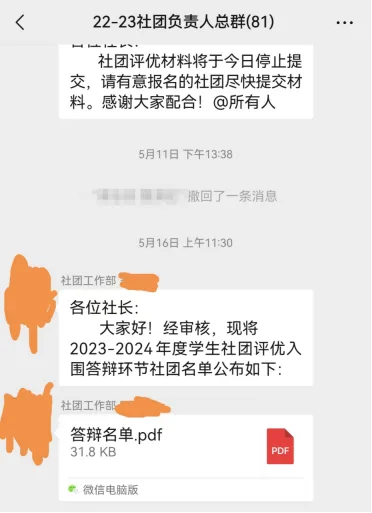 22-23社团负责人总群(81)
各位社长：
社团评优材料将于今日停止提
交，请有意报名的社团尽快提交材
料。感谢大家配合！@所有人
5月11日 下午13:38
撤回了一条消息
5月16日 上午11:30
社团工作部
各位社长：
大家好！经审核，现将
2023-2024年度学生社团评优入
围答辩环节社团名单公布如下：
社团工作部
答辩名单.pdf
31.8 KB
PDF
微信电脑版